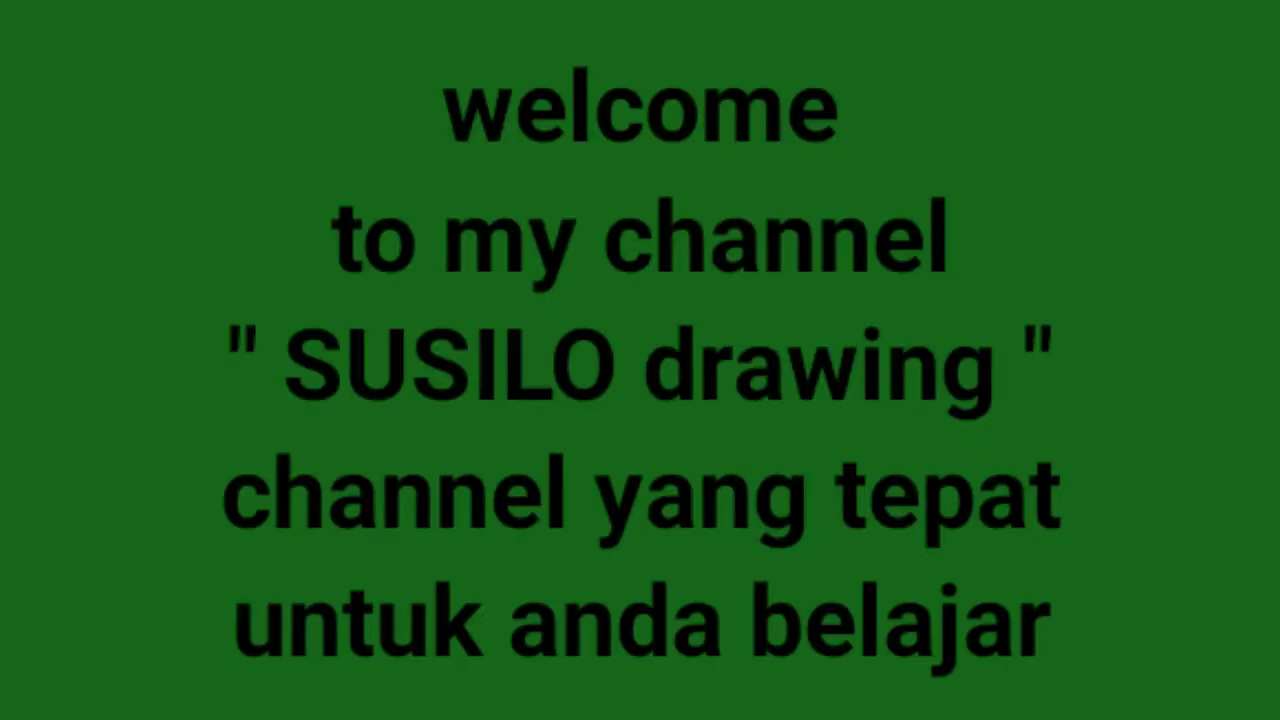 welcome
to my channel
" SUSILO drawing "
channel yang tepat
untuk anda belajar